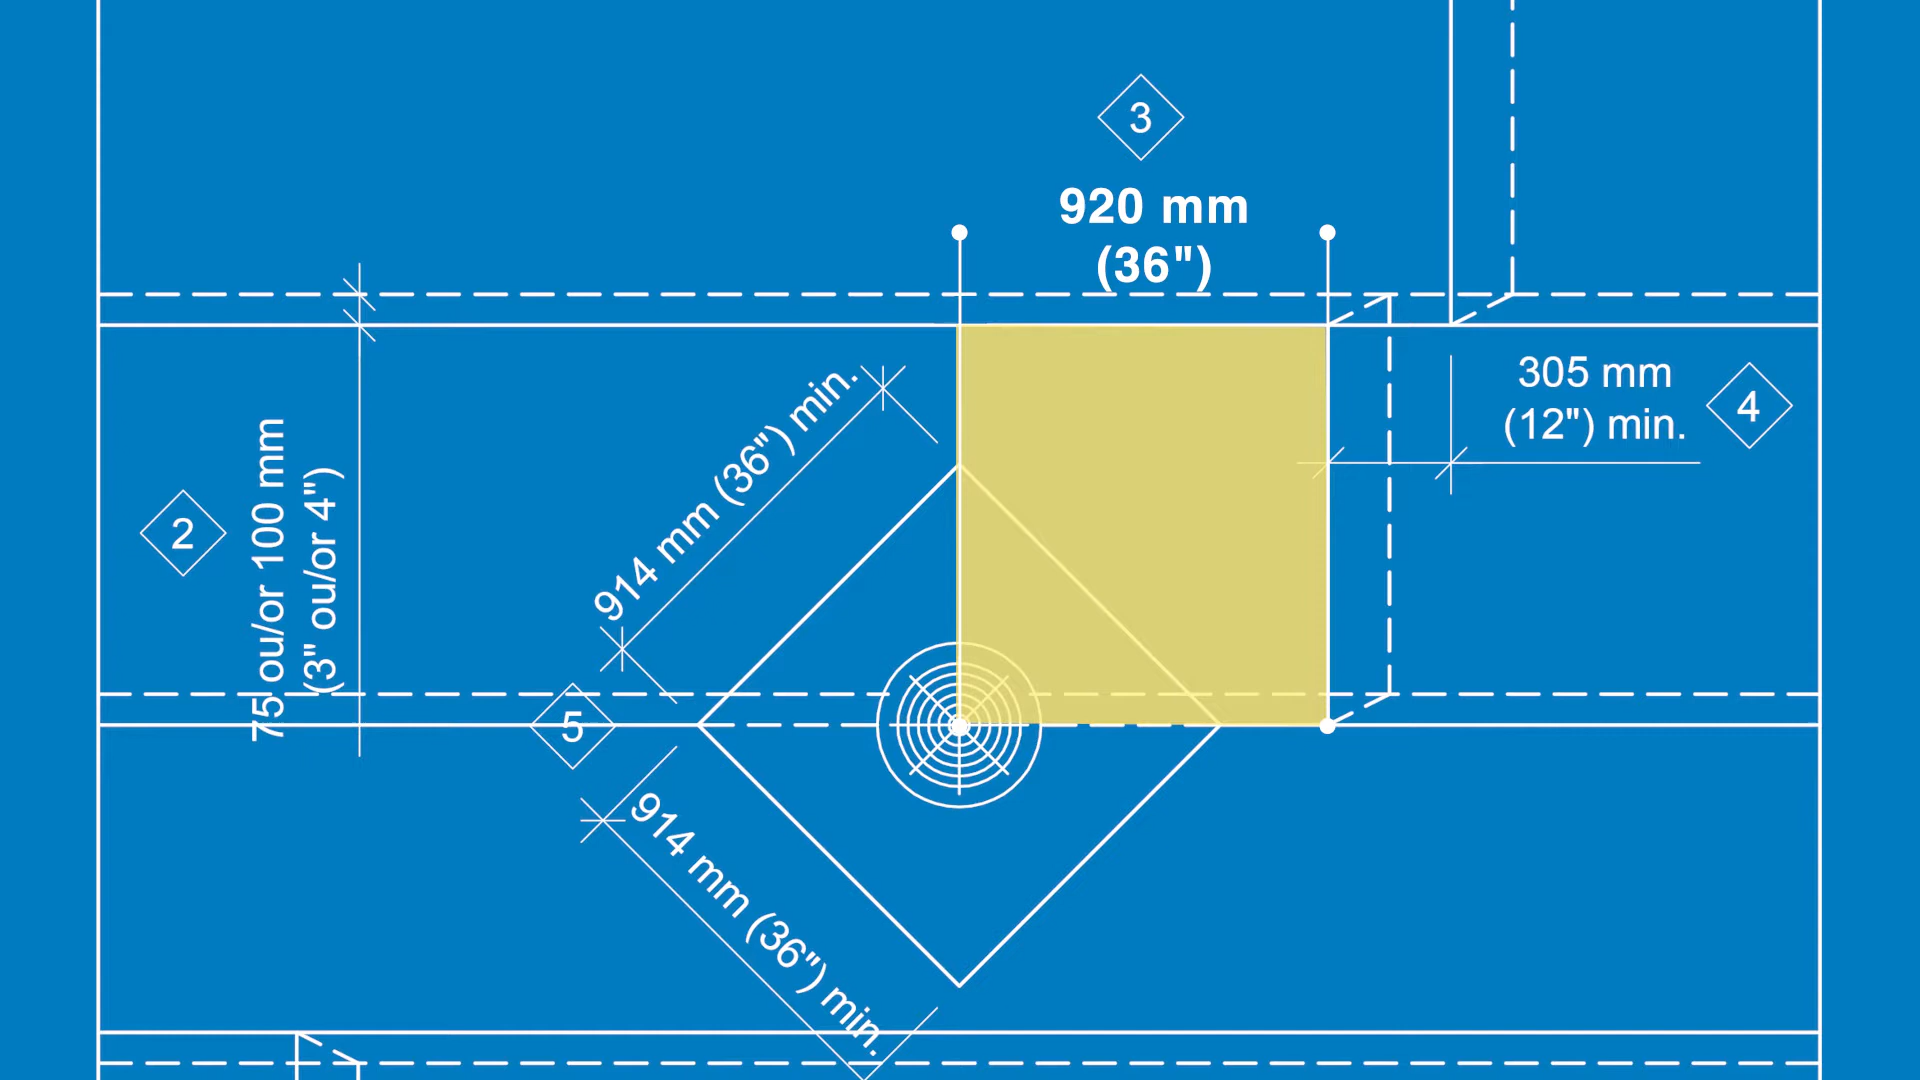 3
920 mm
(36")
305 mm
(12") min.
4
914 mm (36") min.
2
75 ou/or 100 mm
(3" ou/or 4")
5
914 mm (36") min.